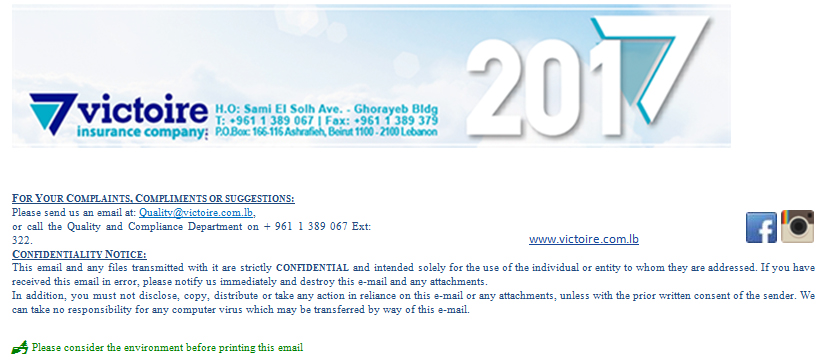 victoire
insurance company
H.O: Sami El Solh Ave. - Ghorayeb Bldg
T: +961 1 389 067 | Fax: +961 1 389 379
P.O.Box: 166-116 Ashrafieh, Beirut 1100 - 2100 Lebanon
2017
FOR YOUR COMPLAINTS, COMPLIMENTS OR SUGGESTIONS:
Please send us an email at: Quality@victoire.com.lb,
or call the Quality and Compliance Department on + 961 1 389 067 Ext:
322.
www.victoire.com.lb
CONFIDENTIALITY NOTICE:
This email and any files transmitted with it are strictly CONFIDENTIAL and intended solely for the use of the individual or entity to whom they are addressed. If you have
received this email in error, please notify us immediately and destroy this e-mail and any attachments.
In addition, you must not disclose, copy, distribute or take any action in reliance on this e-mail or any attachments, unless with the prior written consent of the sender. We
can take no responsibility for any computer virus which may be transferred by way of this e-mail.
Please consider the environment before printing this email